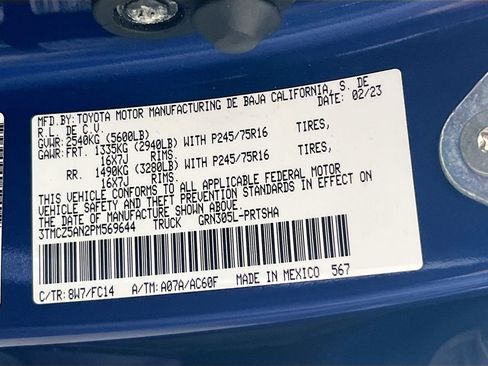 MFD.BY:TOYOTA MOTOR MANUFACTURING DE BAJA CALIFORNIA, S. DE
R.L. DE C.V. DATE: 02/23
GVWR: 2540KG (5600LB)
GAWR:FRT. 1335KG (2940LB) WITH P245/75R16 TIRES,
16X7J RIMS
RR. 1490KG (3280LB) WITH P245/75R16 TIRES,
16X7J RIMS.
THIS VEHICLE CONFORMS TO ALL APPLICABLE FEDERAL MOTOR
VEHICLE SAFETY AND THEFT PREVENTION STANDARDS IN EFFECT ON
THE DATE OF MANUFACTURE SHOWN ABOVE.
3TMCZ5AN2PM569644 TRUCK GRN305L-PRTSHA
C/TR: 8W7/FC14 A/TM: A07A/AC60F MADE IN MEXICO 567